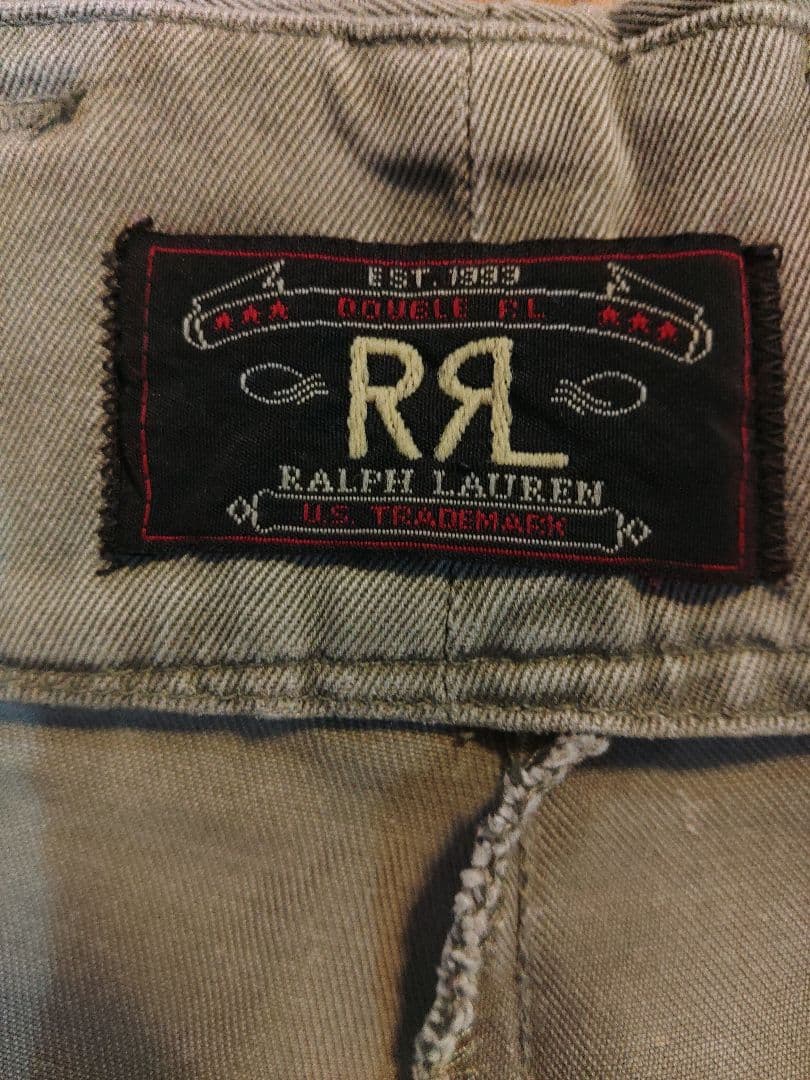 EST. 1993
DOUBLE RL
RRL
RALPH LAUREN
U.S. TRADEMARK